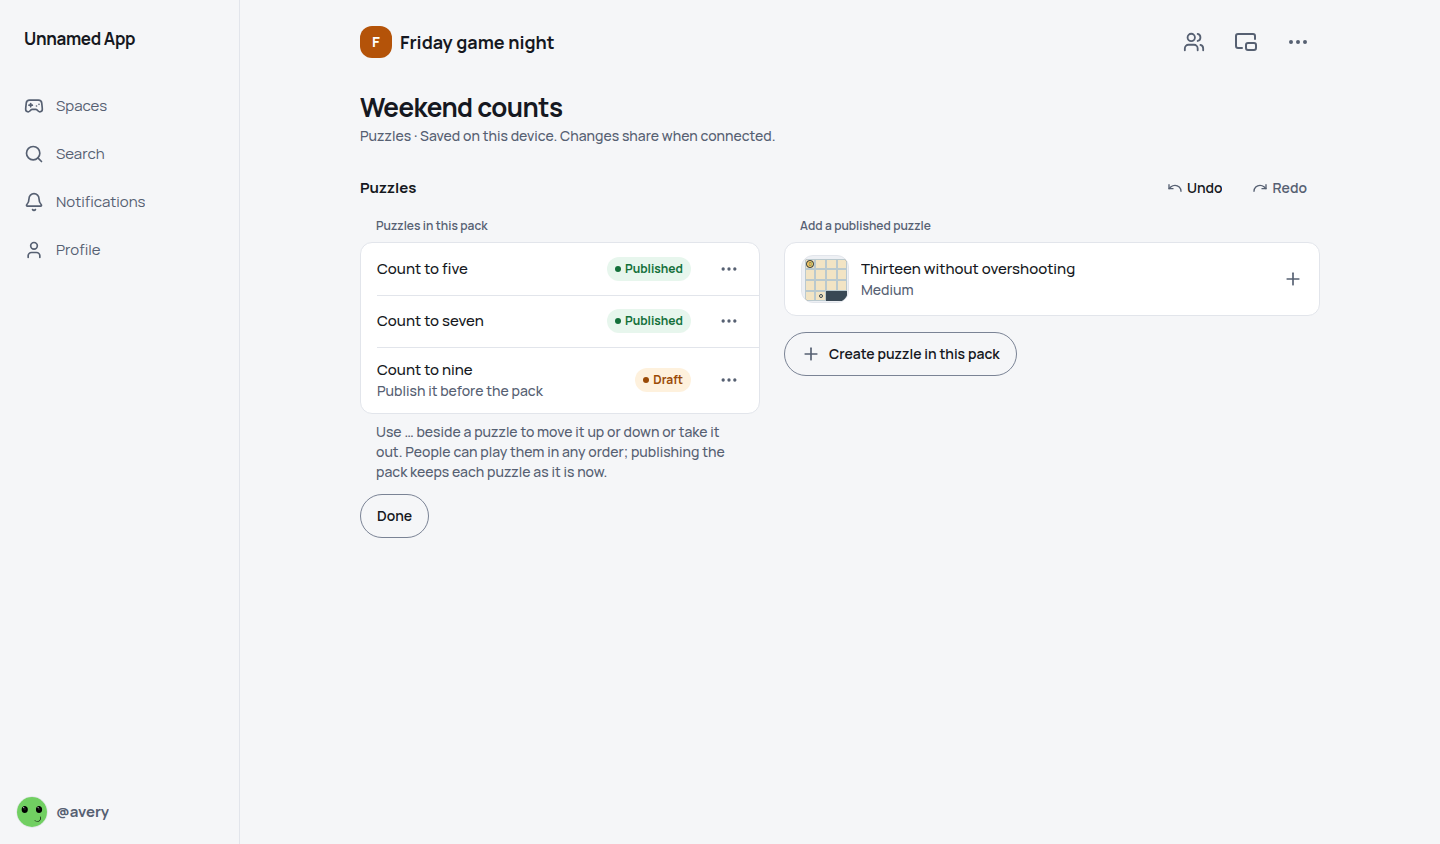 Unnamed App
Spaces
Search
Notifications
Profile
@avery
F
Friday game night
Weekend counts
Puzzles · Saved on this device. Changes share when connected.
Puzzles
Undo
Redo
Puzzles in this pack
Count to five
Published
Count to seven
Published
Count to nine
Publish it before the pack
Draft
Use … beside a puzzle to move it up or down or take it
out. People can play them in any order; publishing the
pack keeps each puzzle as it is now.
Done
Add a published puzzle
Thirteen without overshooting
Medium
Create puzzle in this pack